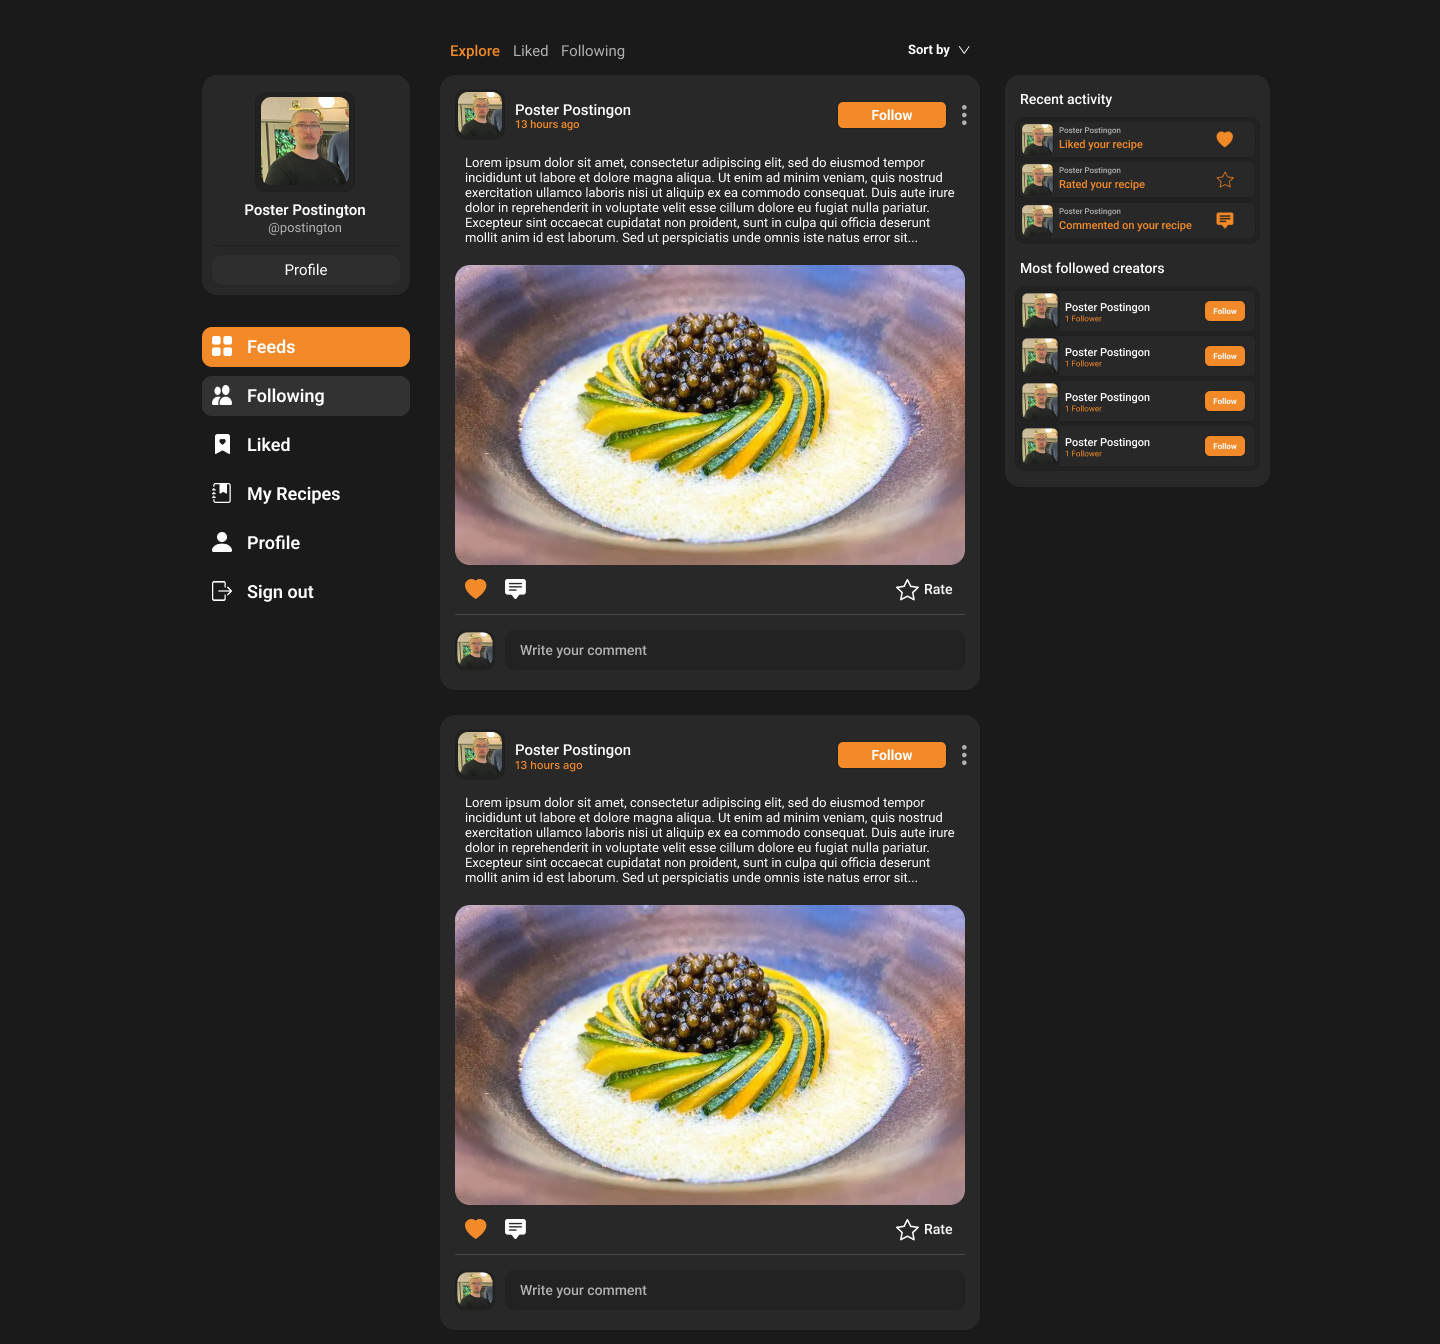 Explore Liked Following
Sort by
Poster Postington
@postington
Profile
Feeds
Following
Liked
My Recipes
Profile
Sign out
Poster Postingon
13 hours ago
Follow
Lorem ipsum dolor sit amet, consectetur adipiscing elit, sed do eiusmod tempor
incididunt ut labore et dolore magna aliqua. Ut enim ad minim veniam, quis nostrud
exercitation ullamco laboris nisi ut aliquip ex ea commodo consequat. Duis aute irure
dolor in reprehenderit in voluptate velit esse cillum dolore eu fugiat nulla pariatur.
Excepteur sint occaecat cupidatat non proident, sunt in culpa qui officia deserunt
mollit anim id est laborum. Sed ut perspiciatis unde omnis iste natus error sit...
Rate
Write your comment
Poster Postingon
13 hours ago
Follow
Lorem ipsum dolor sit amet, consectetur adipiscing elit, sed do eiusmod tempor
incididunt ut labore et dolore magna aliqua. Ut enim ad minim veniam, quis nostrud
exercitation ullamco laboris nisi ut aliquip ex ea commodo consequat. Duis aute irure
dolor in reprehenderit in voluptate velit esse cillum dolore eu fugiat nulla pariatur.
Excepteur sint occaecat cupidatat non proident, sunt in culpa qui officia deserunt
mollit anim id est laborum. Sed ut perspiciatis unde omnis iste natus error sit...
Rate
Write your comment
Recent activity
Poster Postingon
Liked your recipe
Poster Postingon
Rated your recipe
Poster Postingon
Commented on your recipe
Most followed creators
Poster Postingon
1 Follower
Follow
Poster Postingon
1 Follower
Follow
Poster Postingon
1 Follower
Follow
Poster Postingon
1 Follower
Follow